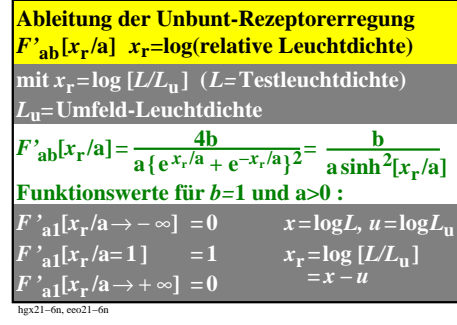 Ableitung der Unbunt-Rezeptorerregung
F’ab[xr/a]  xr=log(relative Leuchtdichte)
mit xr=log [L/Lu]  (L=Testleuchtdichte)
Lu=Umfeld-Leuchtdichte
F’ab[xr/a]= 4b / a{e^xr/a + e^−xr/a}^2 = b / a sinh^2[xr/a]
Funktionswerte für b=1 und a>0 :
F’a1[xr/a→−∞] =0  x=logL, u=logLu
F’a1[xr/a=1] =1  xr=log [L/Lu]
F’a1[xr/a→+∞] =0  =x−u
hgx21-6n, eeo21-6n